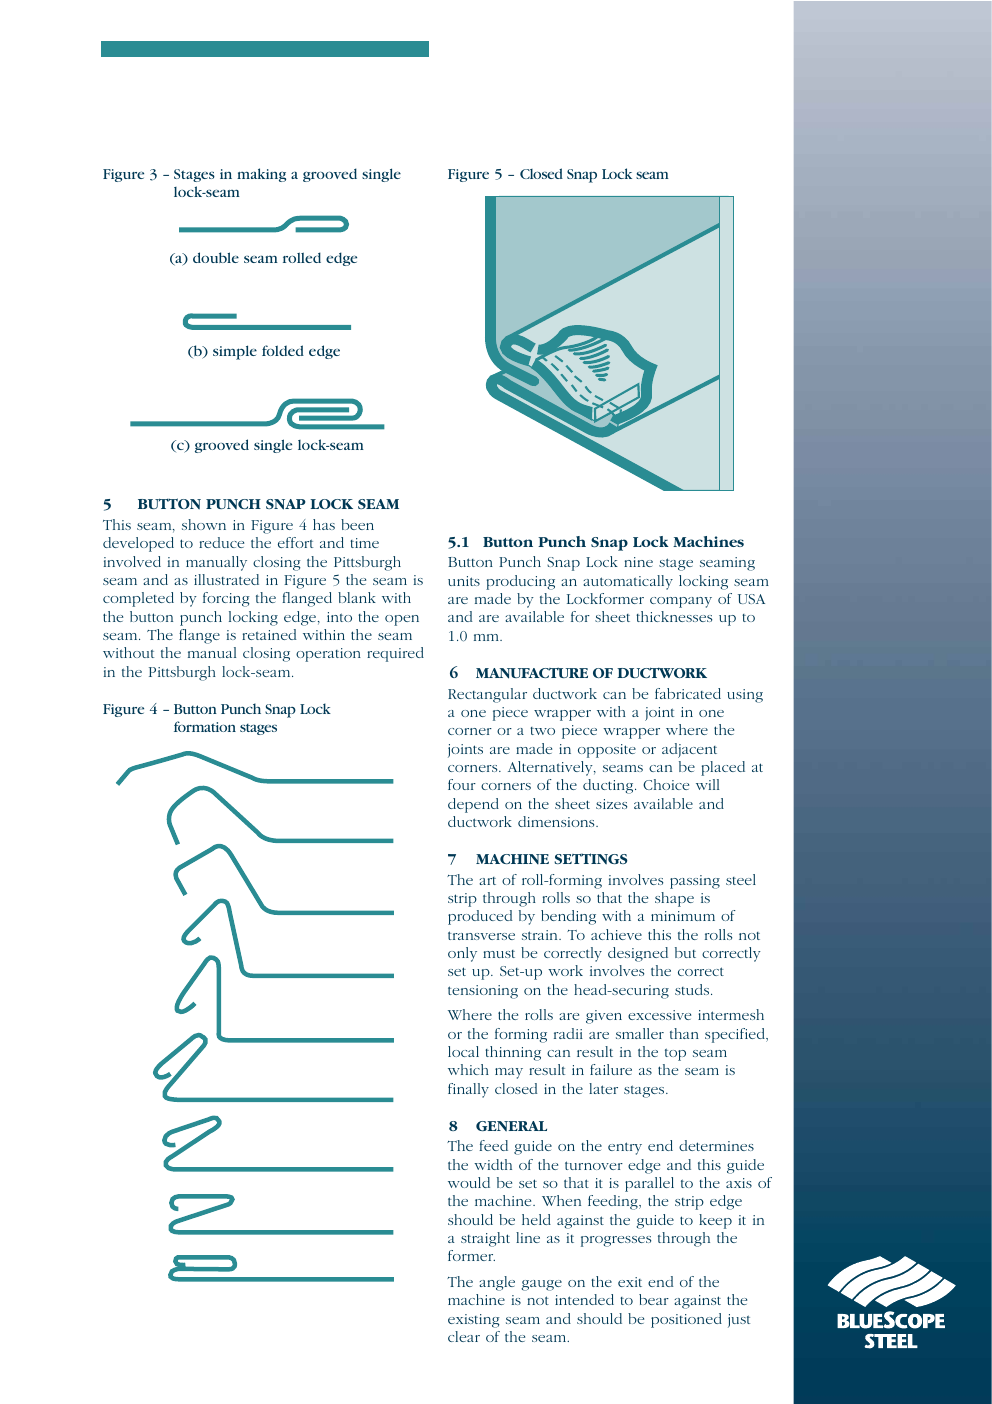 Figure 3 – Stages in making a grooved single
lock-seam
(a) double seam rolled edge
(b) simple folded edge
(c) grooved single lock-seam
5 BUTTON PUNCH SNAP LOCK SEAM
This seam, shown in Figure 4 has been
developed to reduce the effort and time
involved in manually closing the Pittsburgh
seam and as illustrated in Figure 5 the seam is
completed by forcing the flanged blank with
the button punch locking edge, into the open
seam. The flange is retained within the seam
without the manual closing operation required
in the Pittsburgh lock-seam.
Figure 4 – Button Punch Snap Lock
formation stages
Figure 5 – Closed Snap Lock seam
5.1 Button Punch Snap Lock Machines
Button Punch Snap Lock nine stage seaming
units producing an automatically locking seam
are made by the Lockformer company of USA
and are available for sheet thicknesses up to
1.0 mm.
6 MANUFACTURE OF DUCTWORK
Rectangular ductwork can be fabricated using
a one piece wrapper with a joint in one
corner or a two piece wrapper where the
joints are made in opposite or adjacent
corners. Alternatively, seams can be placed at
four corners of the ducting. Choice will
depend on the sheet sizes available and
ductwork dimensions.
7 MACHINE SETTINGS
The art of roll-forming involves passing steel
strip through rolls so that the shape is
produced by bending with a minimum of
transverse strain. To achieve this the rolls not
only must be correctly designed but correctly
set up. Set-up work involves the correct
tensioning on the head-securing studs.
Where the rolls are given excessive intermesh
or the forming radii are smaller than specified,
local thinning can result in the top seam
which may result in failure as the seam is
finally closed in the later stages.
8 GENERAL
The feed guide on the entry end determines
the width of the turnover edge and this guide
would be set so that it is parallel to the axis of
the machine. When feeding, the strip edge
should be held against the guide to keep it in
a straight line as it progresses through the
former.
The angle gauge on the exit end of the
machine is not intended to bear against the
existing seam and should be positioned just
clear of the seam.
BLUESCOPE
STEEL